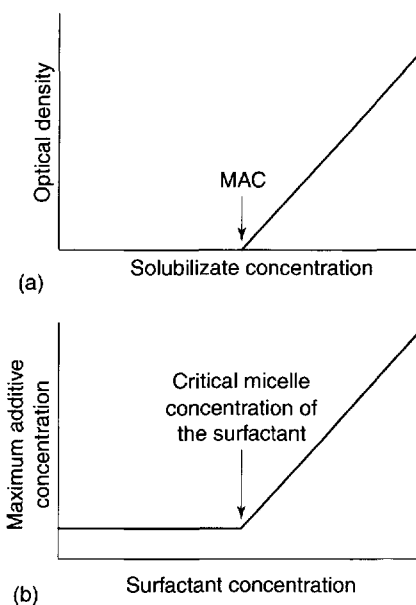 Optical density
MAC
Solubilizate concentration
(a)
Maximum additive
concentration
Critical micelle
concentration of
the surfactant
Surfactant concentration
(b)